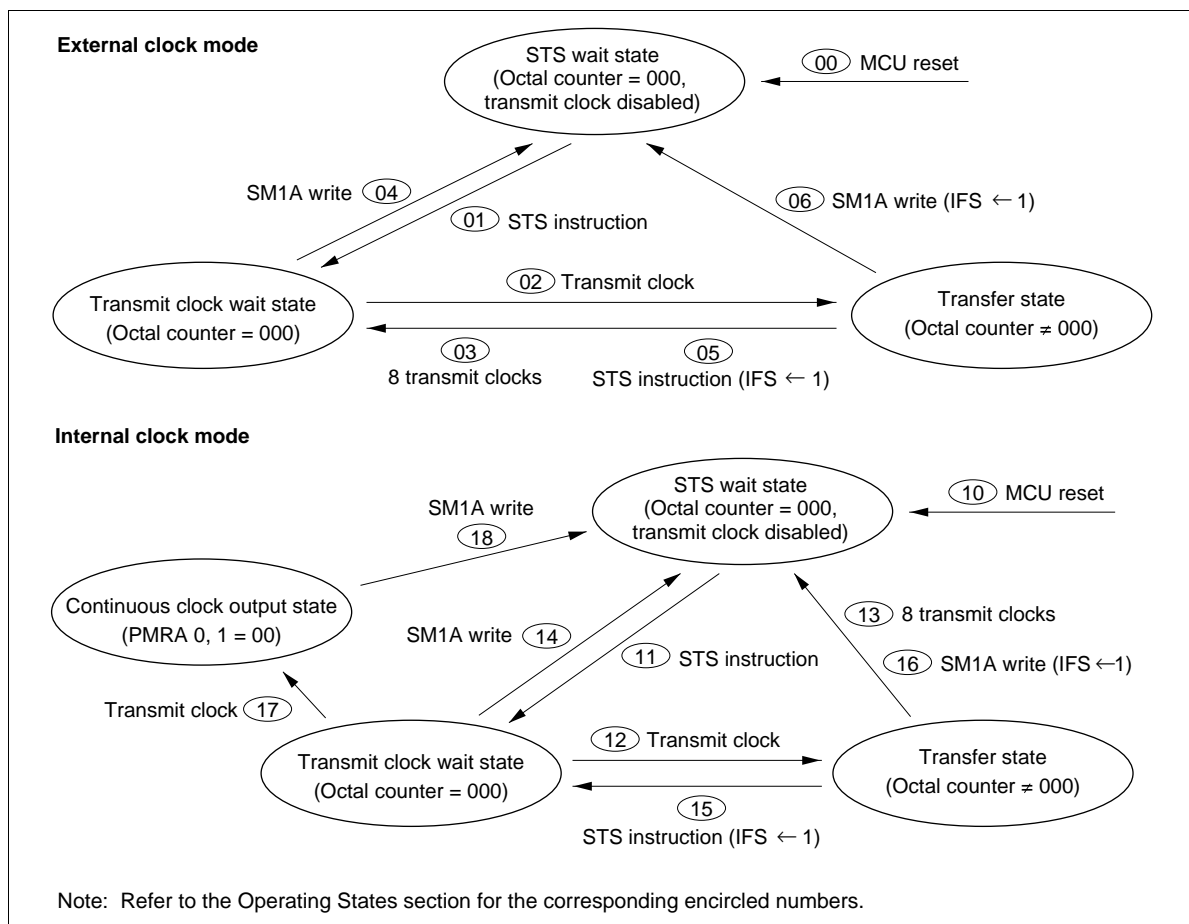 External clock mode
STS wait state
(Octal counter = 000,
transmit clock disabled)
00 MCU reset
SM1A write 04
01 STS instruction
06 SM1A write (IFS ← 1)
02 Transmit clock
Transmit clock wait state
(Octal counter = 000)
Transfer state
(Octal counter ≠ 000)
03
8 transmit clocks
05
STS instruction (IFS ← 1)
Internal clock mode
STS wait state
(Octal counter = 000,
transmit clock disabled)
10 MCU reset
SM1A write
18
Continuous clock output state
(PMRA 0, 1 = 00)
SM1A write 14
11 STS instruction
13 8 transmit clocks
16 SM1A write (IFS ←1)
Transmit clock 17
12 Transmit clock
Transmit clock wait state
(Octal counter = 000)
Transfer state
(Octal counter ≠ 000)
15
STS instruction (IFS ← 1)
Note: Refer to the Operating States section for the corresponding encircled numbers.